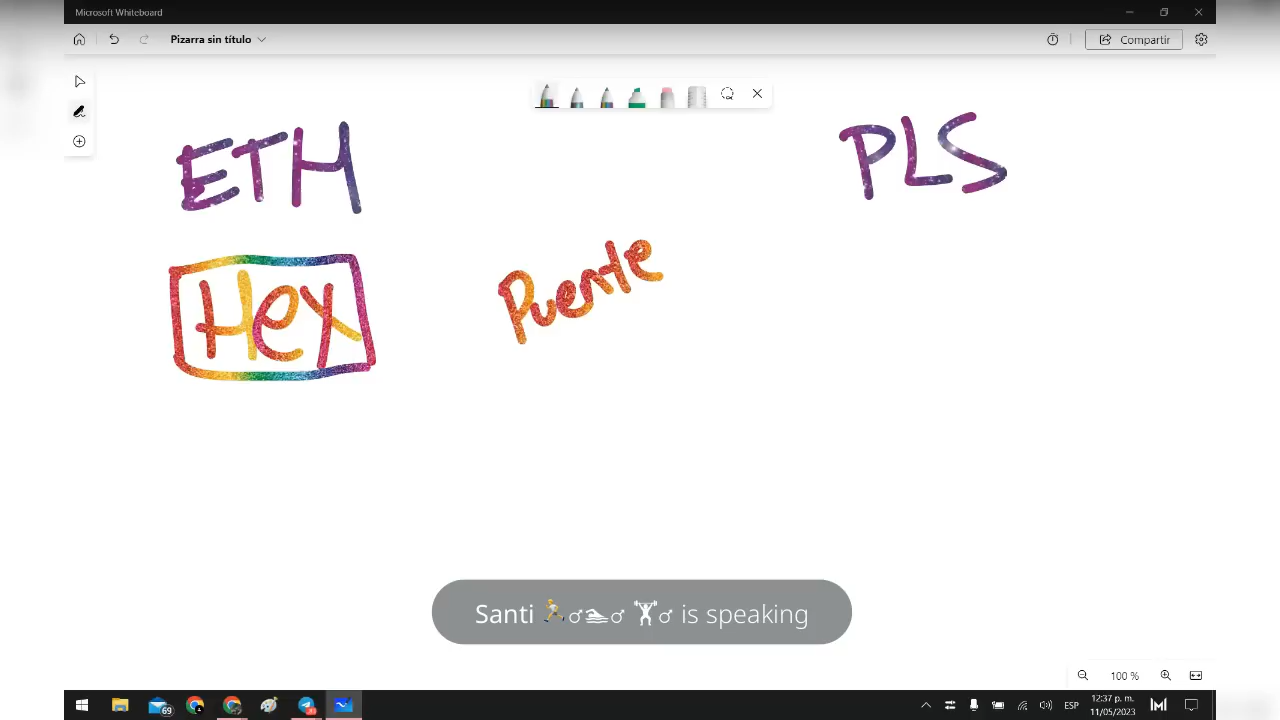 Microsoft Whiteboard
Pizarra sin título
Compartir
ETH
PLS
Hex
Puente
Santi 🏃‍♂️🏊‍♂️🏋️‍♂️ is speaking
100 %
69
ESP
12:37 p. m.
11/05/2023